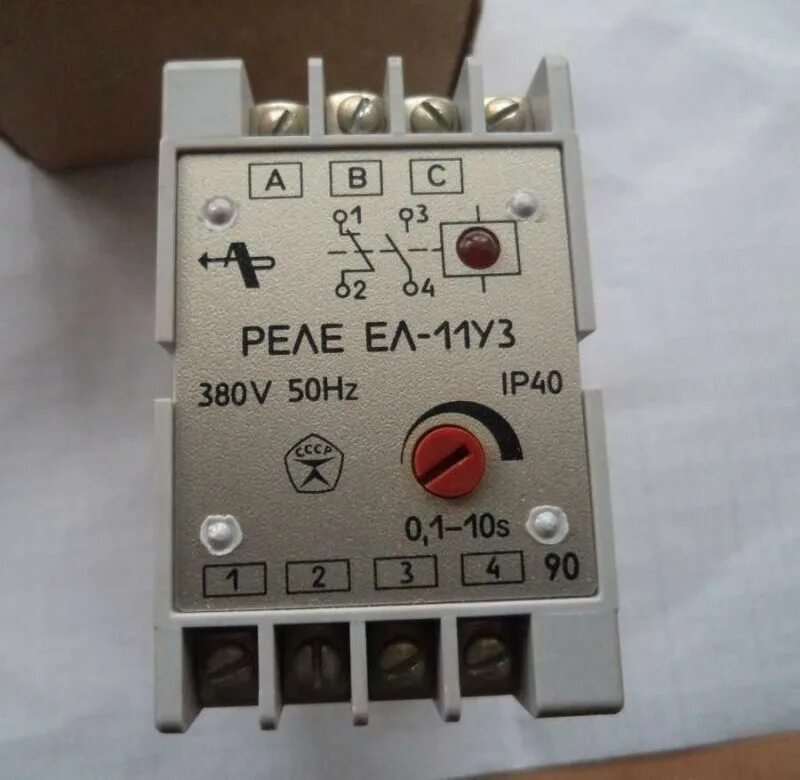 A B C
1 3
2 4
РЕЛЕ ЕЛ-11У3
380V 50Hz IP40
СССР
0,1-10s
1 2 3 4 90